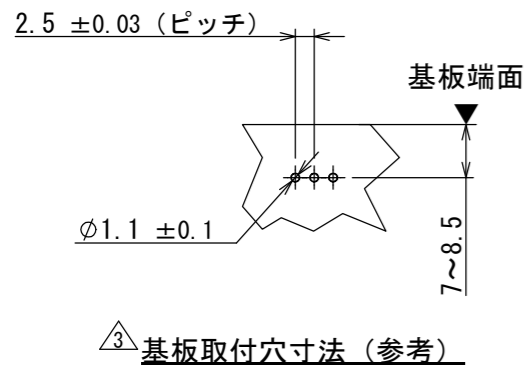 2.5 ±0.03 (ピッチ)
基板端面
∅1.1 ±0.1
7～8.5
3 基板取付穴寸法 (参考)